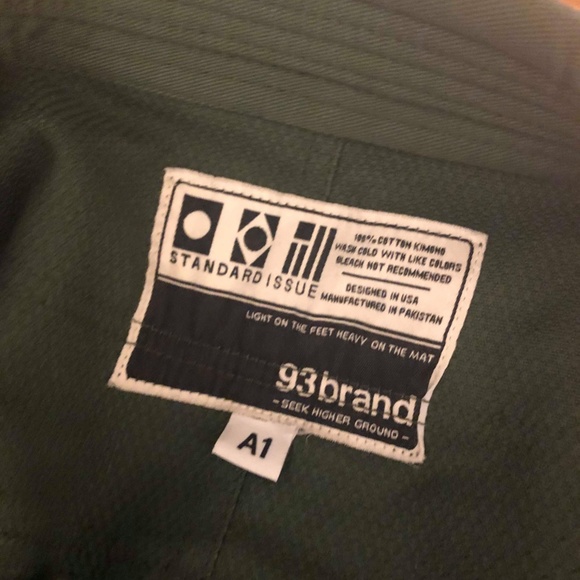 STANDARD ISSUE
100% COTTON KIMONO
WASH COLD WITH LIKE COLORS
BLEACH NOT RECOMMENDED
DESIGNED IN USA
MANUFACTURED IN PAKISTAN
LIGHT ON THE FEET HEAVY ON THE MAT
93brand
- SEEK HIGHER GROUND -
A1